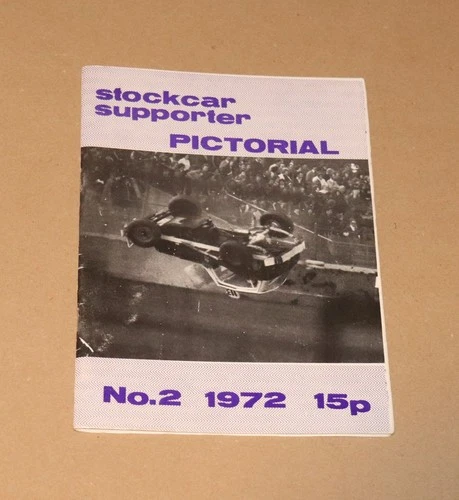 stockcar
supporter
PICTORIAL
No.2 1972 15p